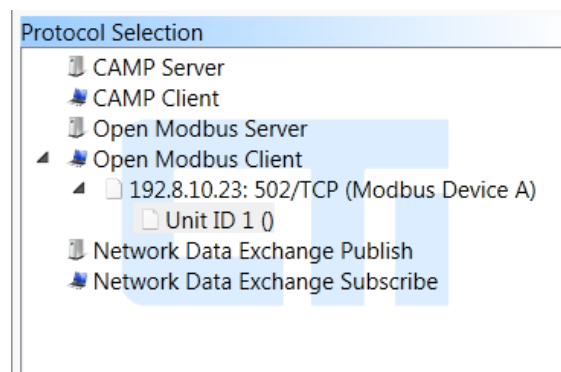 Protocol Selection
CAMP Server
CAMP Client
Open Modbus Server
Open Modbus Client
192.8.10.23: 502/TCP (Modbus Device A)
Unit ID 1 ()
Network Data Exchange Publish
Network Data Exchange Subscribe
CTI